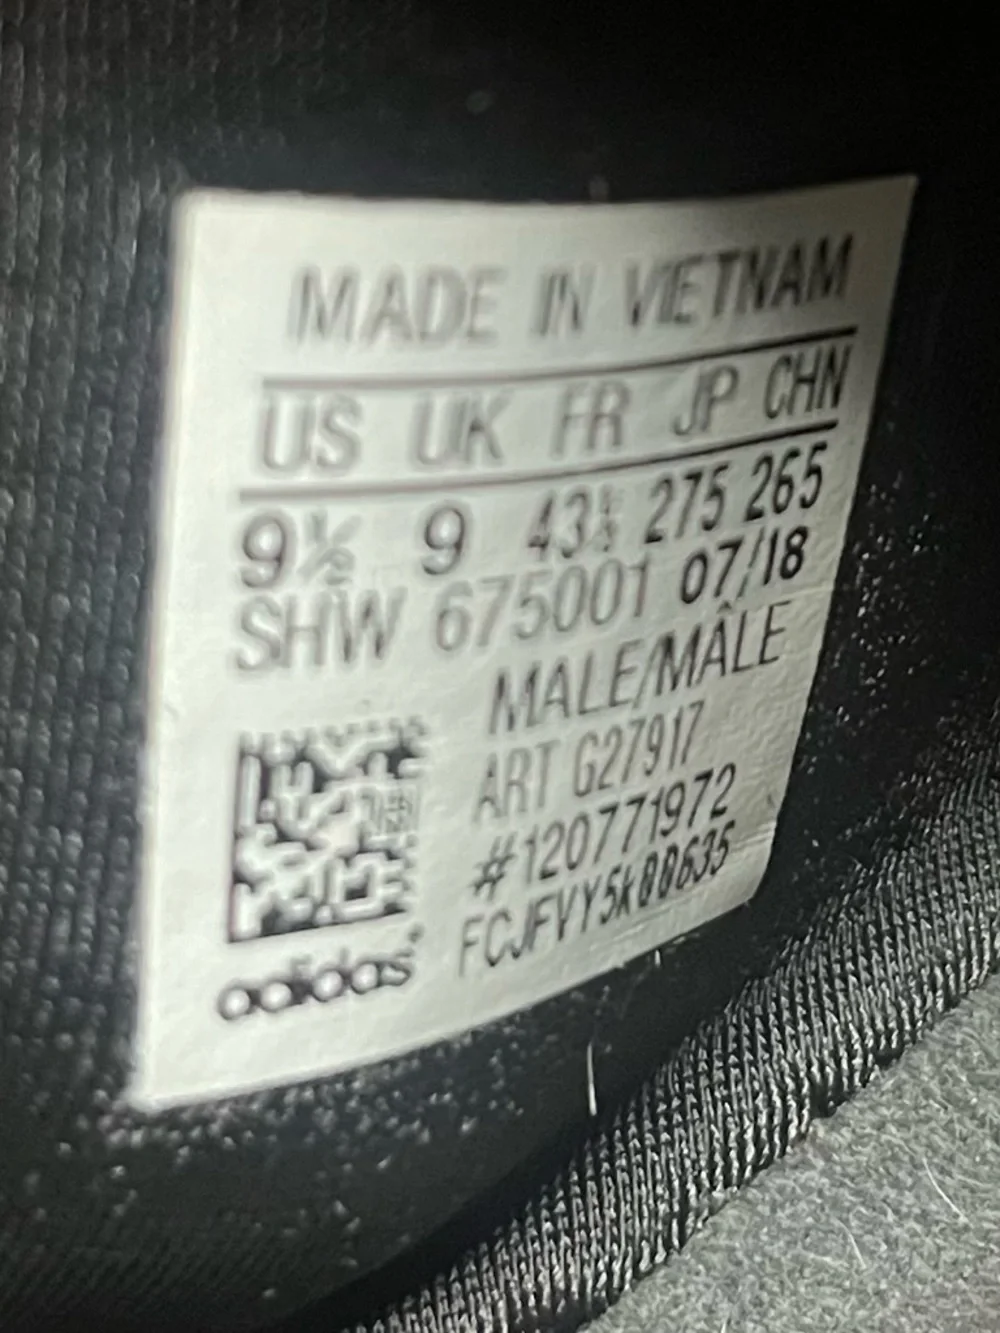 MADE IN VIETNAM
US UK FR JP CHN
9½ 9 43⅓ 275 265
SHW 675001 07/18
MALE/MÂLE
ART G27917
#120771972
FCJFVY5k00635
adidas